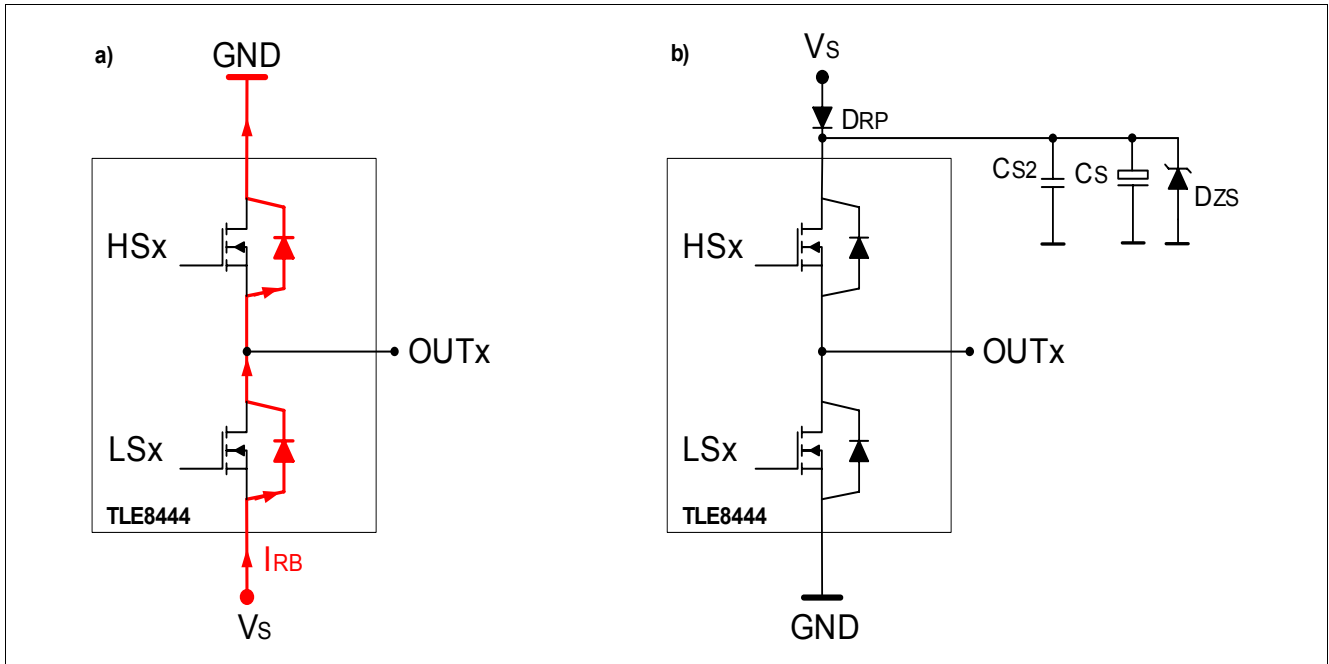 a)
GND
HSx
OUTx
LSx
TLE8444
IRB
VS
b)
VS
DRP
CS2
CS
DZS
HSx
OUTx
LSx
TLE8444
GND